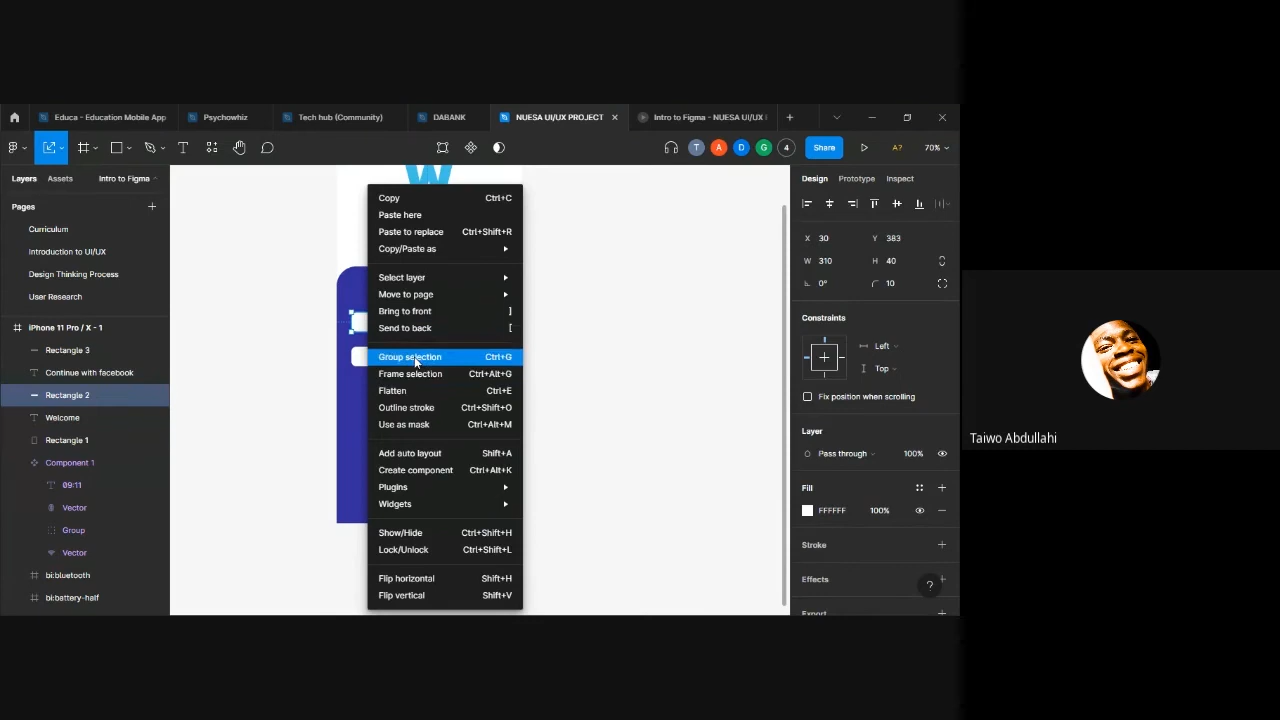 Educa - Education Mobile App
Psychowhiz
Tech hub (Community)
DABANK
NUESA UI/UX PROJECT
Intro to Figma - NUESA UI/UX
Share
A?
70%
T
A
D
G
4
Layers
Assets
Intro to Figma
Pages
Curriculum
Introduction to UI/UX
Design Thinking Process
User Research
iPhone 11 Pro / X - 1
Rectangle 3
Continue with facebook
Rectangle 2
Welcome
Rectangle 1
Component 1
09:11
Vector
Group
Vector
bi:bluetooth
bi:battery-half
W
Copy Ctrl+C
Paste here
Paste to replace Ctrl+Shift+R
Copy/Paste as
Select layer
Move to page
Bring to front ]
Send to back [
Group selection Ctrl+G
Frame selection Ctrl+Alt+G
Flatten Ctrl+E
Outline stroke Ctrl+Shift+O
Use as mask Ctrl+Alt+M
Add auto layout Shift+A
Create component Ctrl+Alt+K
Plugins
Widgets
Show/Hide Ctrl+Shift+H
Lock/Unlock Ctrl+Shift+L
Flip horizontal Shift+H
Flip vertical Shift+V
Design
Prototype
Inspect
X 30 Y 383
W 310 H 40
0° 10
Constraints
Left
Top
Fix position when scrolling
Layer
Pass through 100%
Fill
FFFFFF 100%
Stroke
Effects
?
Export
Taiwo Abdullahi